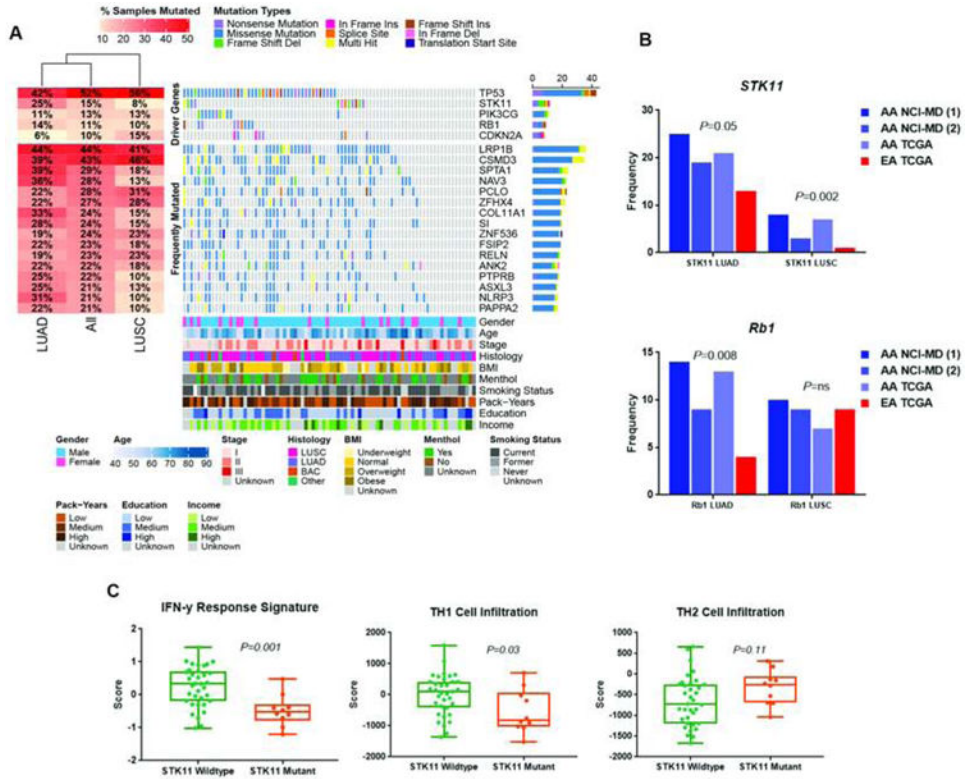 A
% Samples Mutated
10 20 30 40 50
Mutation Types
Nonsense Mutation
Missense Mutation
Frame Shift Del
In Frame Ins
Splice Site
Multi Hit
Frame Shift Ins
In Frame Del
Translation Start Site
Driver Genes
42% 52% 59% TP53
25% 15% 8% STK11
11% 13% 13% PIK3CG
14% 11% 10% RB1
6% 10% 15% CDKN2A
0 20 40
Frequently Mutated
44% 44% 41% LRP1B
39% 43% 46% CSMD3
39% 29% 18% SPTA1
36% 28% 13% NAV3
22% 28% 31% PCLO
22% 27% 28% ZFHX4
33% 24% 15% COL11A1
28% 24% 15% SI
19% 24% 23% ZNF536
22% 23% 18% FSIP2
19% 23% 23% RELN
22% 22% 18% ANK2
25% 22% 10% PTPRB
25% 21% 13% ASXL3
31% 21% 10% NLRP3
22% 21% 10% PAPPA2
LUAD All LUSC
Gender
Age
Stage
Histology
BMI
Menthol
Smoking Status
Pack-Years
Education
Income
Gender
Male
Female
Age
40 50 60 70 80 90
Stage
I
II
III
Unknown
Histology
LUSC
LUAD
BAC
Other
BMI
Underweight
Normal
Overweight
Obese
Unknown
Menthol
Yes
No
Unknown
Smoking Status
Current
Former
Never
Unknown
Pack-Years
Low
Medium
High
Unknown
Education
Low
Medium
High
Unknown
Income
Low
Medium
High
Unknown
B
STK11
Frequency
30
20
10
0
P=0.05
P=0.002
STK11 LUAD
STK11 LUSC
AA NCI-MD (1)
AA NCI-MD (2)
AA TCGA
EA TCGA
Rb1
Frequency
15
10
5
0
P=0.008
P=ns
Rb1 LUAD
Rb1 LUSC
AA NCI-MD (1)
AA NCI-MD (2)
AA TCGA
EA TCGA
C
IFN-y Response Signature
P=0.001
Score
2
1
0
-1
-2
STK11 Wildtype
STK11 Mutant
TH1 Cell Infiltration
P=0.03
Score
2000
1000
0
-1000
-2000
STK11 Wildtype
STK11 Mutant
TH2 Cell Infiltration
P=0.11
Score
1000
500
0
-500
-1000
-1500
-2000
STK11 Wildtype
STK11 Mutant